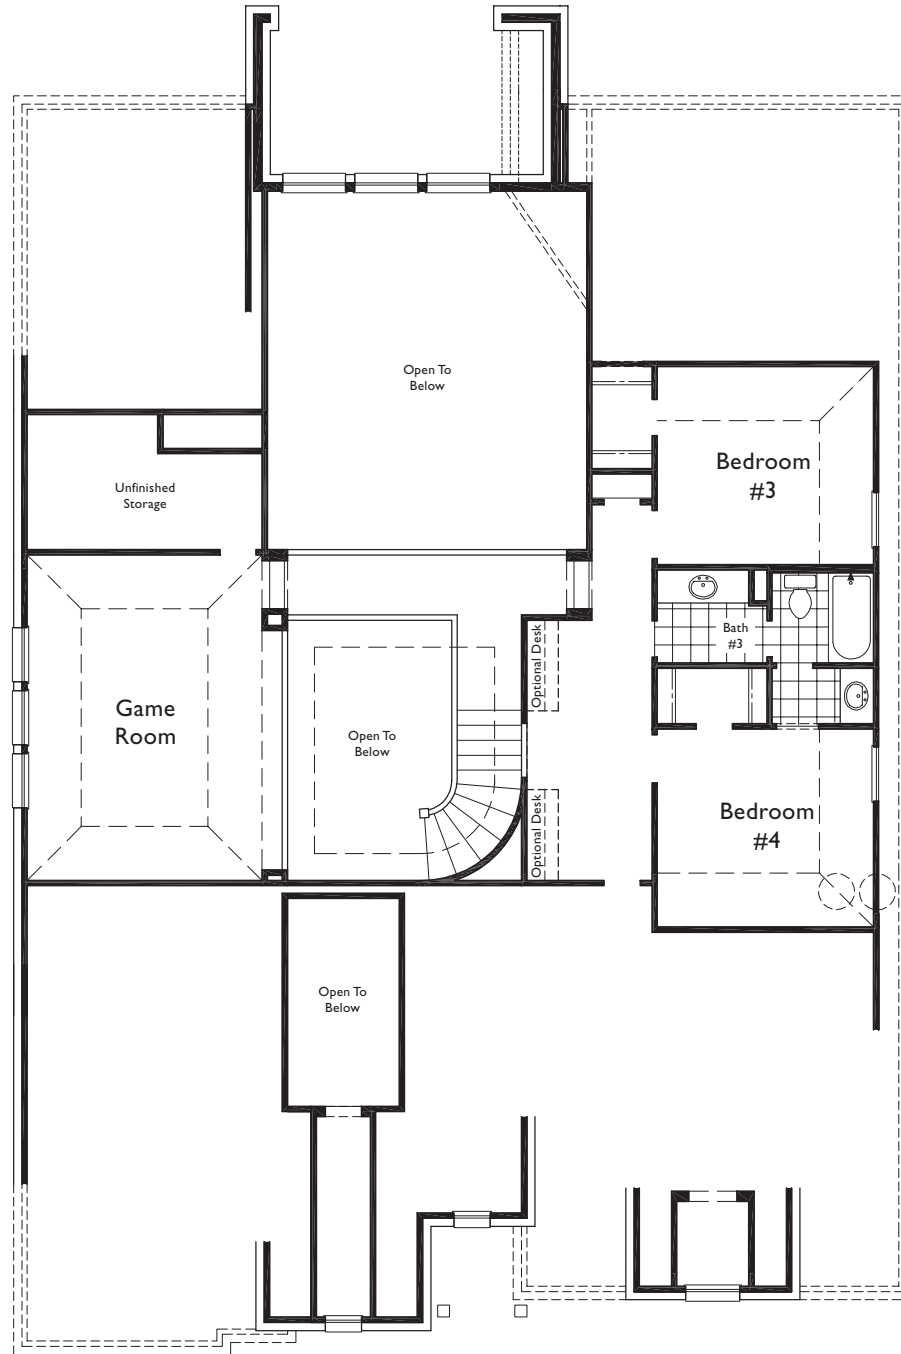 Open To
Below
Bedroom
#3
Unfinished
Storage
Bath
#3
Optional Desk
Game
Room
Open To
Below
Bedroom
#4
Optional Desk
Open To
Below